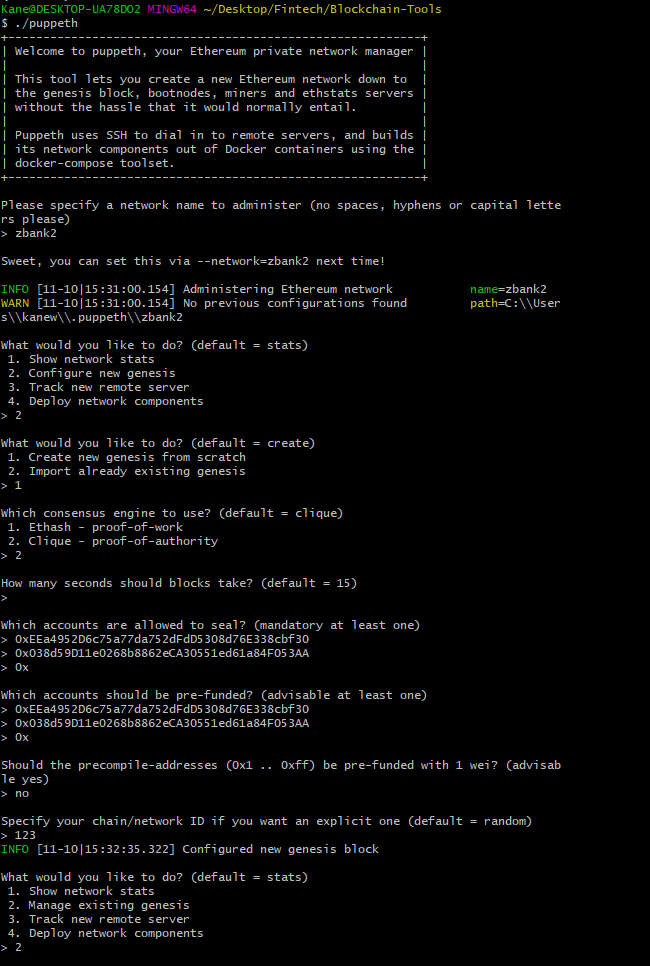 Kane@DESKTOP-UA78DO2 MINGW64 ~/Desktop/Fintech/Blockchain-Tools
$ ./puppeth
+-----------------------------------------------------------+
| Welcome to puppeth, your Ethereum private network manager |
|                                                           |
| This tool lets you create a new Ethereum network down to  |
| the genesis block, bootnodes, miners and ethstats servers |
| without the hassle that it would normally entail.         |
|                                                           |
| Puppeth uses SSH to dial in to remote servers, and builds |
| its network components out of Docker containers using the |
| docker-compose toolset.                                   |
+-----------------------------------------------------------+
Please specify a network name to administer (no spaces, hyphens or capital lette
rs please)
> zbank2
Sweet, you can set this via --network=zbank2 next time!
INFO [11-10|15:31:00.154] Administering Ethereum network           name=zbank2
WARN [11-10|15:31:00.154] No previous configurations found         path=C:\\User
s\\kanew\\.puppeth\\zbank2
What would you like to do? (default = stats)
 1. Show network stats
 2. Configure new genesis
 3. Track new remote server
 4. Deploy network components
> 2
What would you like to do? (default = create)
 1. Create new genesis from scratch
 2. Import already existing genesis
> 1
Which consensus engine to use? (default = clique)
 1. Ethash - proof-of-work
 2. Clique - proof-of-authority
> 2
How many seconds should blocks take? (default = 15)
>
Which accounts are allowed to seal? (mandatory at least one)
> 0xEEa4952D6c75a77da752dFdD5308d76E338cbf30
> 0x038d59D11e0268b8862eCA30551ed61a84F053AA
> 0x
Which accounts should be pre-funded? (advisable at least one)
> 0xEEa4952D6c75a77da752dFdD5308d76E338cbf30
> 0x038d59D11e0268b8862eCA30551ed61a84F053AA
> 0x
Should the precompile-addresses (0x1 .. 0xff) be pre-funded with 1 wei? (advisab
le yes)
> no
Specify your chain/network ID if you want an explicit one (default = random)
> 123
INFO [11-10|15:32:35.322] Configured new genesis block
What would you like to do? (default = stats)
 1. Show network stats
 2. Manage existing genesis
 3. Track new remote server
 4. Deploy network components
> 2